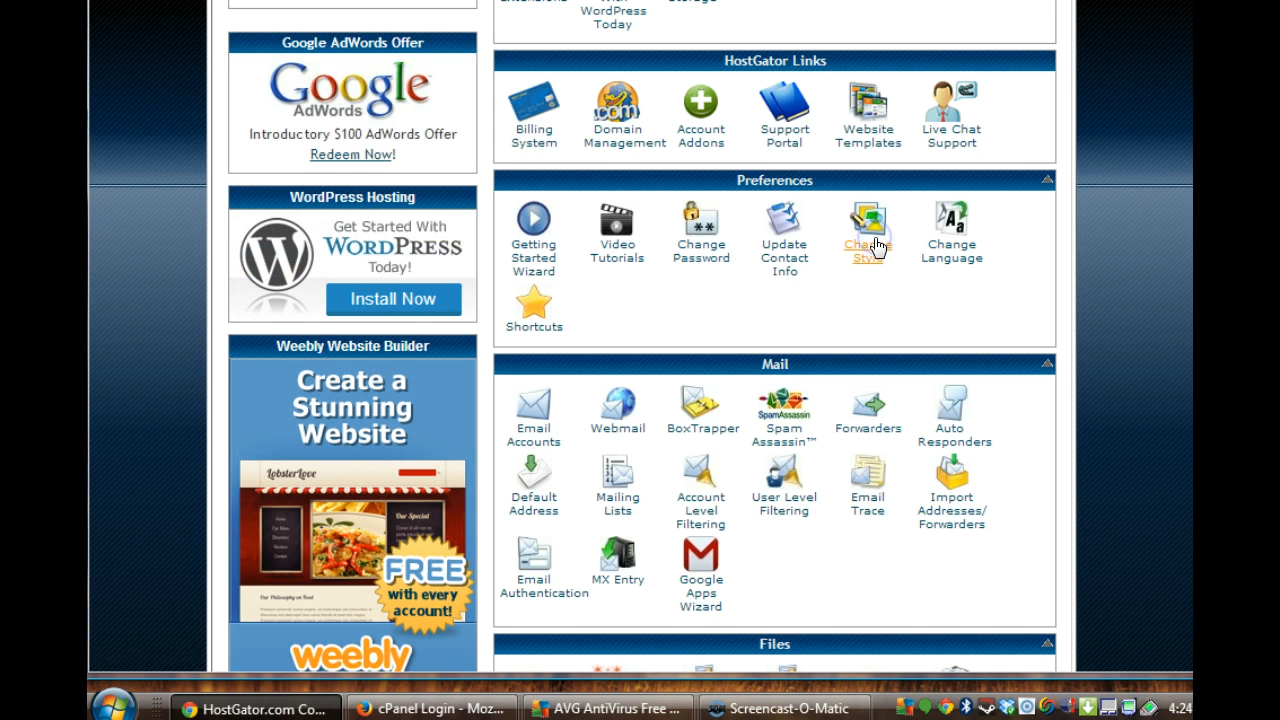 Google AdWords Offer
Google
AdWords
Introductory $100 AdWords Offer
Redeem Now!
WordPress Hosting
Get Started With
WORDPRESS
Today!
Install Now
Weebly Website Builder
Create a
Stunning
Website
LobsterLove
Our Special
FREE
with every
account!
weebly
With
WordPress
Today
HostGator Links
Billing
System
.com
Domain
Management
Account
Addons
Support
Portal
Website
Templates
Live Chat
Support
Preferences
Getting
Started
Wizard
Video
Tutorials
**
Change
Password
Update
Contact
Info
Change
Style
Aa
Change
Language
Shortcuts
Mail
Email
Accounts
Webmail
BoxTrapper
SpamAssassin
Spam
Assassin™
Forwarders
Auto
Responders
Default
Address
Mailing
Lists
Account
Level
Filtering
User Level
Filtering
Email
Trace
Import
Addresses/
Forwarders
Email
Authentication
MX Entry
Google
Apps
Wizard
Files
HostGator.com Co...
cPanel Login - Moz...
AVG AntiVirus Free ...
Screencast-O-Matic
4:24